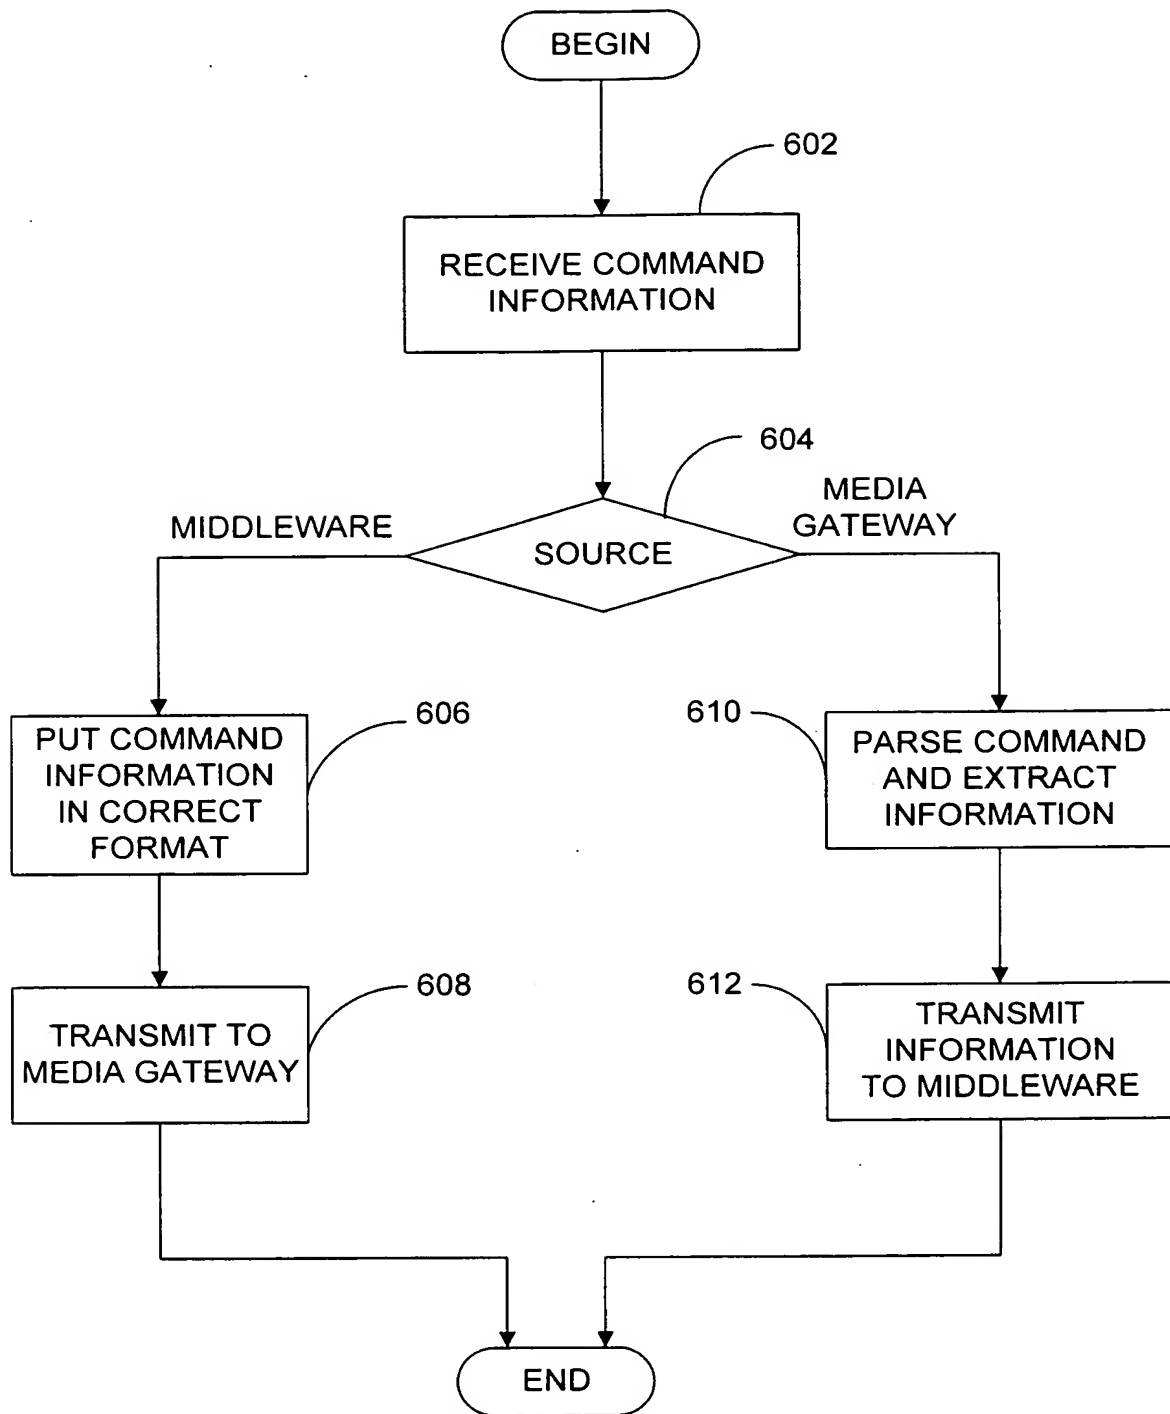 BEGIN
602
RECEIVE COMMAND
INFORMATION
604
MIDDLEWARE
SOURCE
MEDIA
GATEWAY
606
PUT COMMAND
INFORMATION
IN CORRECT
FORMAT
610
PARSE COMMAND
AND EXTRACT
INFORMATION
608
TRANSMIT TO
MEDIA GATEWAY
612
TRANSMIT
INFORMATION
TO MIDDLEWARE
END